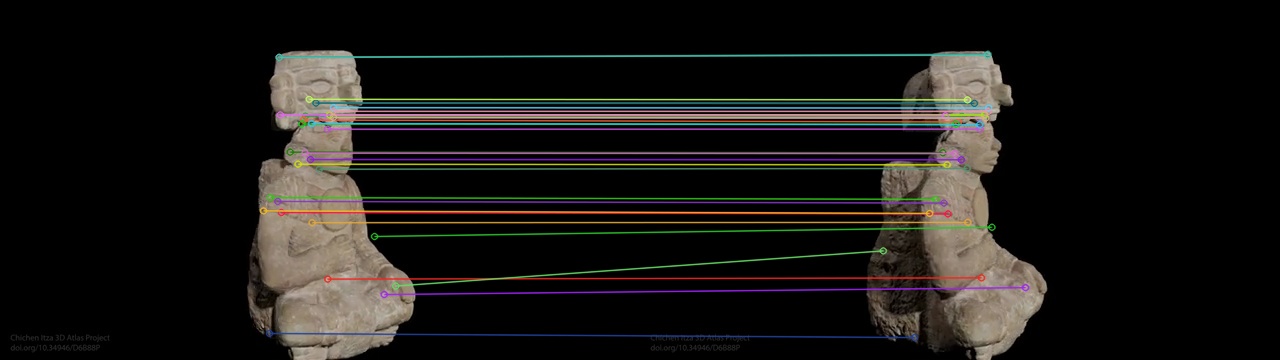 Chichen Itza 3D Atlas Project
doi.org/10.34946/D6B88P
Chichen Itza 3D Atlas Project
doi.org/10.34946/D6B88P